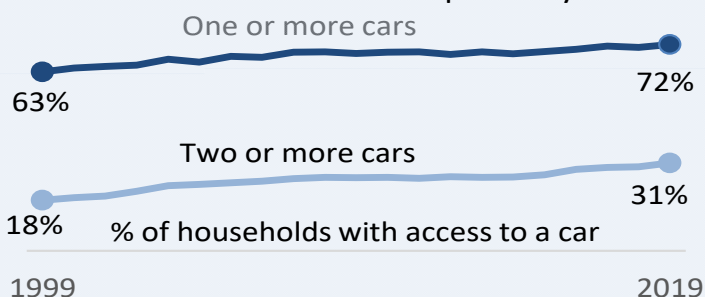 One or more cars
63%
72%
Two or more cars
18%
31%
% of households with access to a car
1999
2019